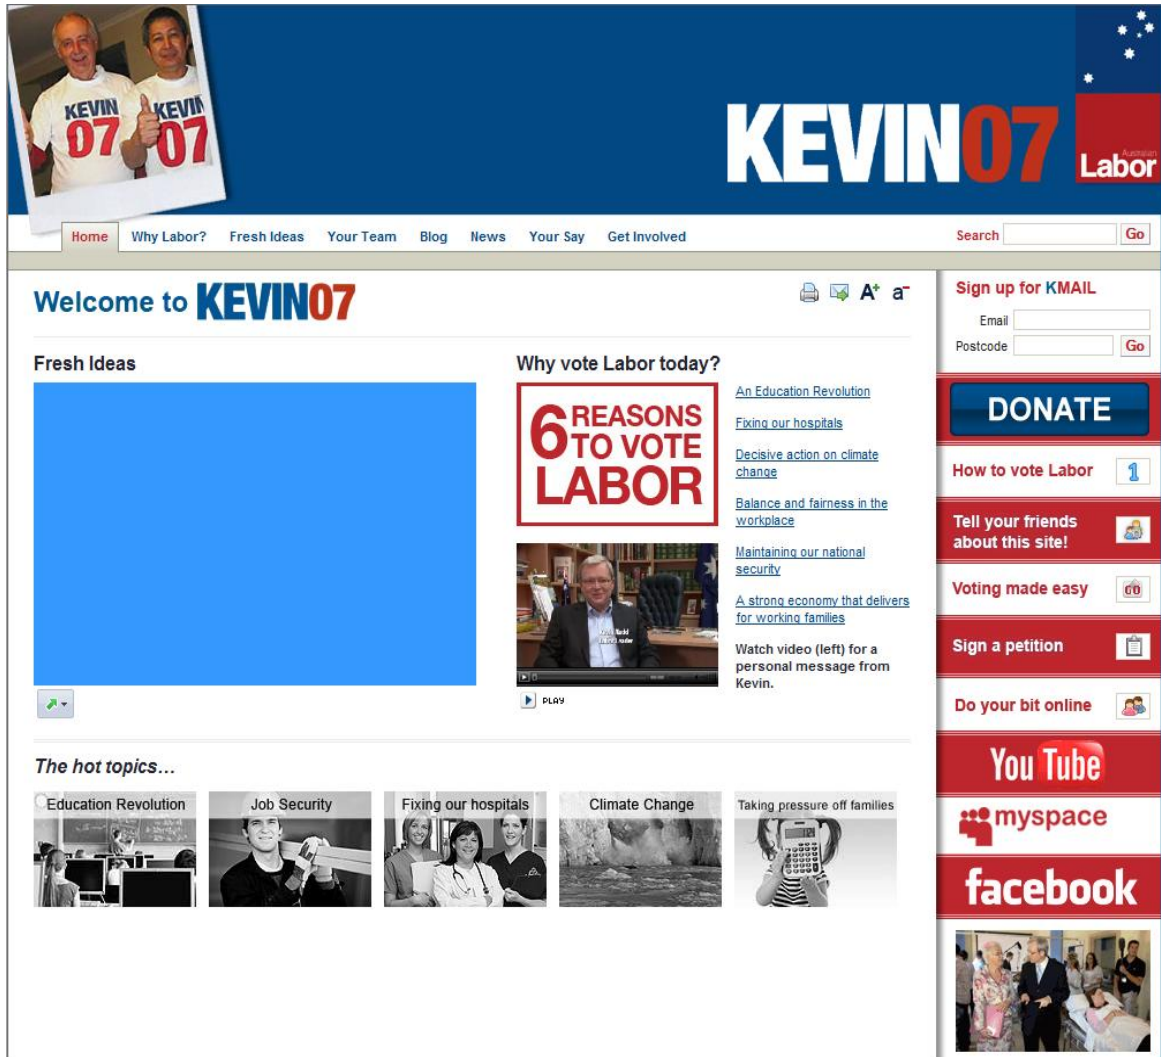 KEVIN
07
KEVIN
07
KEVIN07
Australian
Labor
Home
Why Labor?
Fresh Ideas
Your Team
Blog
News
Your Say
Get Involved
Search
Go
Welcome to KEVIN07
A+
a-
Sign up for KMAIL
Email
Postcode
Go
Fresh Ideas
Why vote Labor today?
6 REASONS
TO VOTE
LABOR
An Education Revolution
Fixing our hospitals
Decisive action on climate
change
Balance and fairness in the
workplace
Maintaining our national
security
A strong economy that delivers
for working families
Watch video (left) for a
personal message from
Kevin.
Kevin Rudd
PLAY
DONATE
How to vote Labor
1
Tell your friends
about this site!
Voting made easy
GO
Sign a petition
Do your bit online
You Tube
myspace
facebook
The hot topics...
Education Revolution
Job Security
Fixing our hospitals
Climate Change
Taking pressure off families